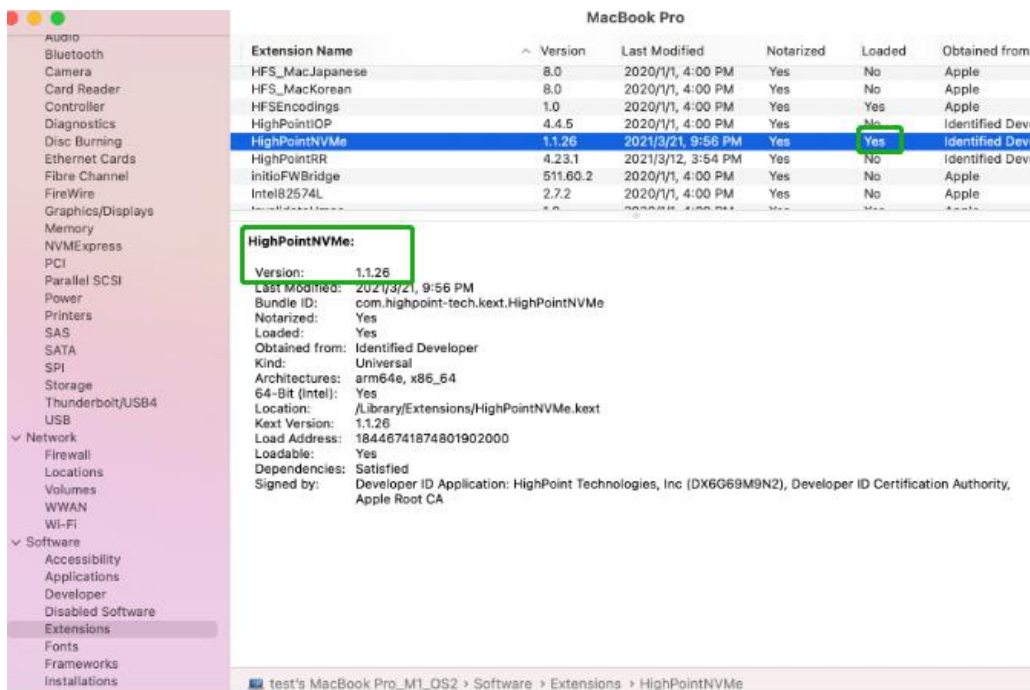 MacBook Pro
Audio
Bluetooth
Camera
Card Reader
Controller
Diagnostics
Disc Burning
Ethernet Cards
Fibre Channel
FireWire
Graphics/Displays
Memory
NVMExpress
PCI
Parallel SCSI
Power
Printers
SAS
SATA
SPI
Storage
Thunderbolt/USB4
USB
Network
Firewall
Locations
Volumes
WWAN
Wi-Fi
Software
Accessibility
Applications
Developer
Disabled Software
Extensions
Fonts
Frameworks
Installations
Extension Name Version Last Modified Notarized Loaded Obtained from
HFS_MacJapanese 8.0 2020/1/1, 4:00 PM Yes No Apple
HFS_MacKorean 8.0 2020/1/1, 4:00 PM Yes No Apple
HFSEncodings 1.0 2020/1/1, 4:00 PM Yes Yes Apple
HighPointIOP 4.4.5 2020/1/1, 4:00 PM Yes No Identified Deve
HighPointNVMe 1.1.26 2021/3/21, 9:56 PM Yes Yes Identified Deve
HighPointRR 4.23.1 2021/3/12, 3:54 PM Yes No Identified Deve
initioFWBridge 511.60.2 2020/1/1, 4:00 PM Yes No Apple
Intel82574L 2.7.2 2020/1/1, 4:00 PM Yes No Apple
HighPointNVMe:
Version: 1.1.26
Last Modified: 2021/3/21, 9:56 PM
Bundle ID: com.highpoint-tech.kext.HighPointNVMe
Notarized: Yes
Loaded: Yes
Obtained from: Identified Developer
Kind: Universal
Architectures: arm64e, x86_64
64-Bit (Intel): Yes
Location: /Library/Extensions/HighPointNVMe.kext
Kext Version: 1.1.26
Load Address: 18446741874801902000
Loadable: Yes
Dependencies: Satisfied
Signed by: Developer ID Application: HighPoint Technologies, Inc (DX6G69M9N2), Developer ID Certification Authority,
Apple Root CA
test's MacBook Pro_M1_OS2 › Software › Extensions › HighPointNVMe